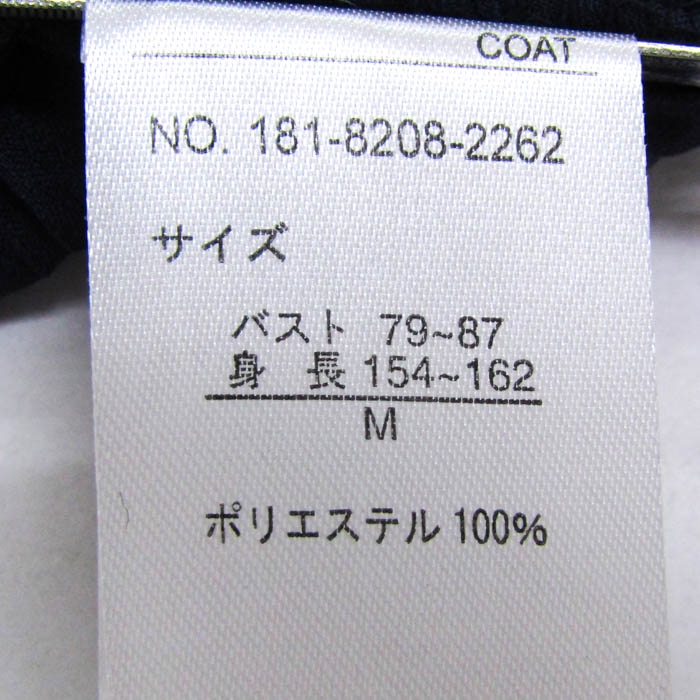 COAT
NO. 181-8208-2262
サイズ
バスト 79~87
身 長 154~162
M
ポリエステル 100%